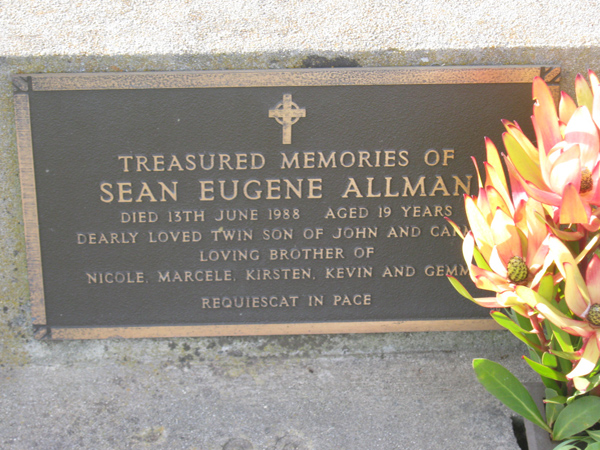 TREASURED MEMORIES OF
SEAN EUGENE ALLMAN
DIED 13TH JUNE 1988 AGED 19 YEARS
DEARLY LOVED TWIN SON OF JOHN AND
LOVING BROTHER OF
NICOLE, MARCELE, KIRSTEN, KEVIN AND
REQUIESCAT IN PACE